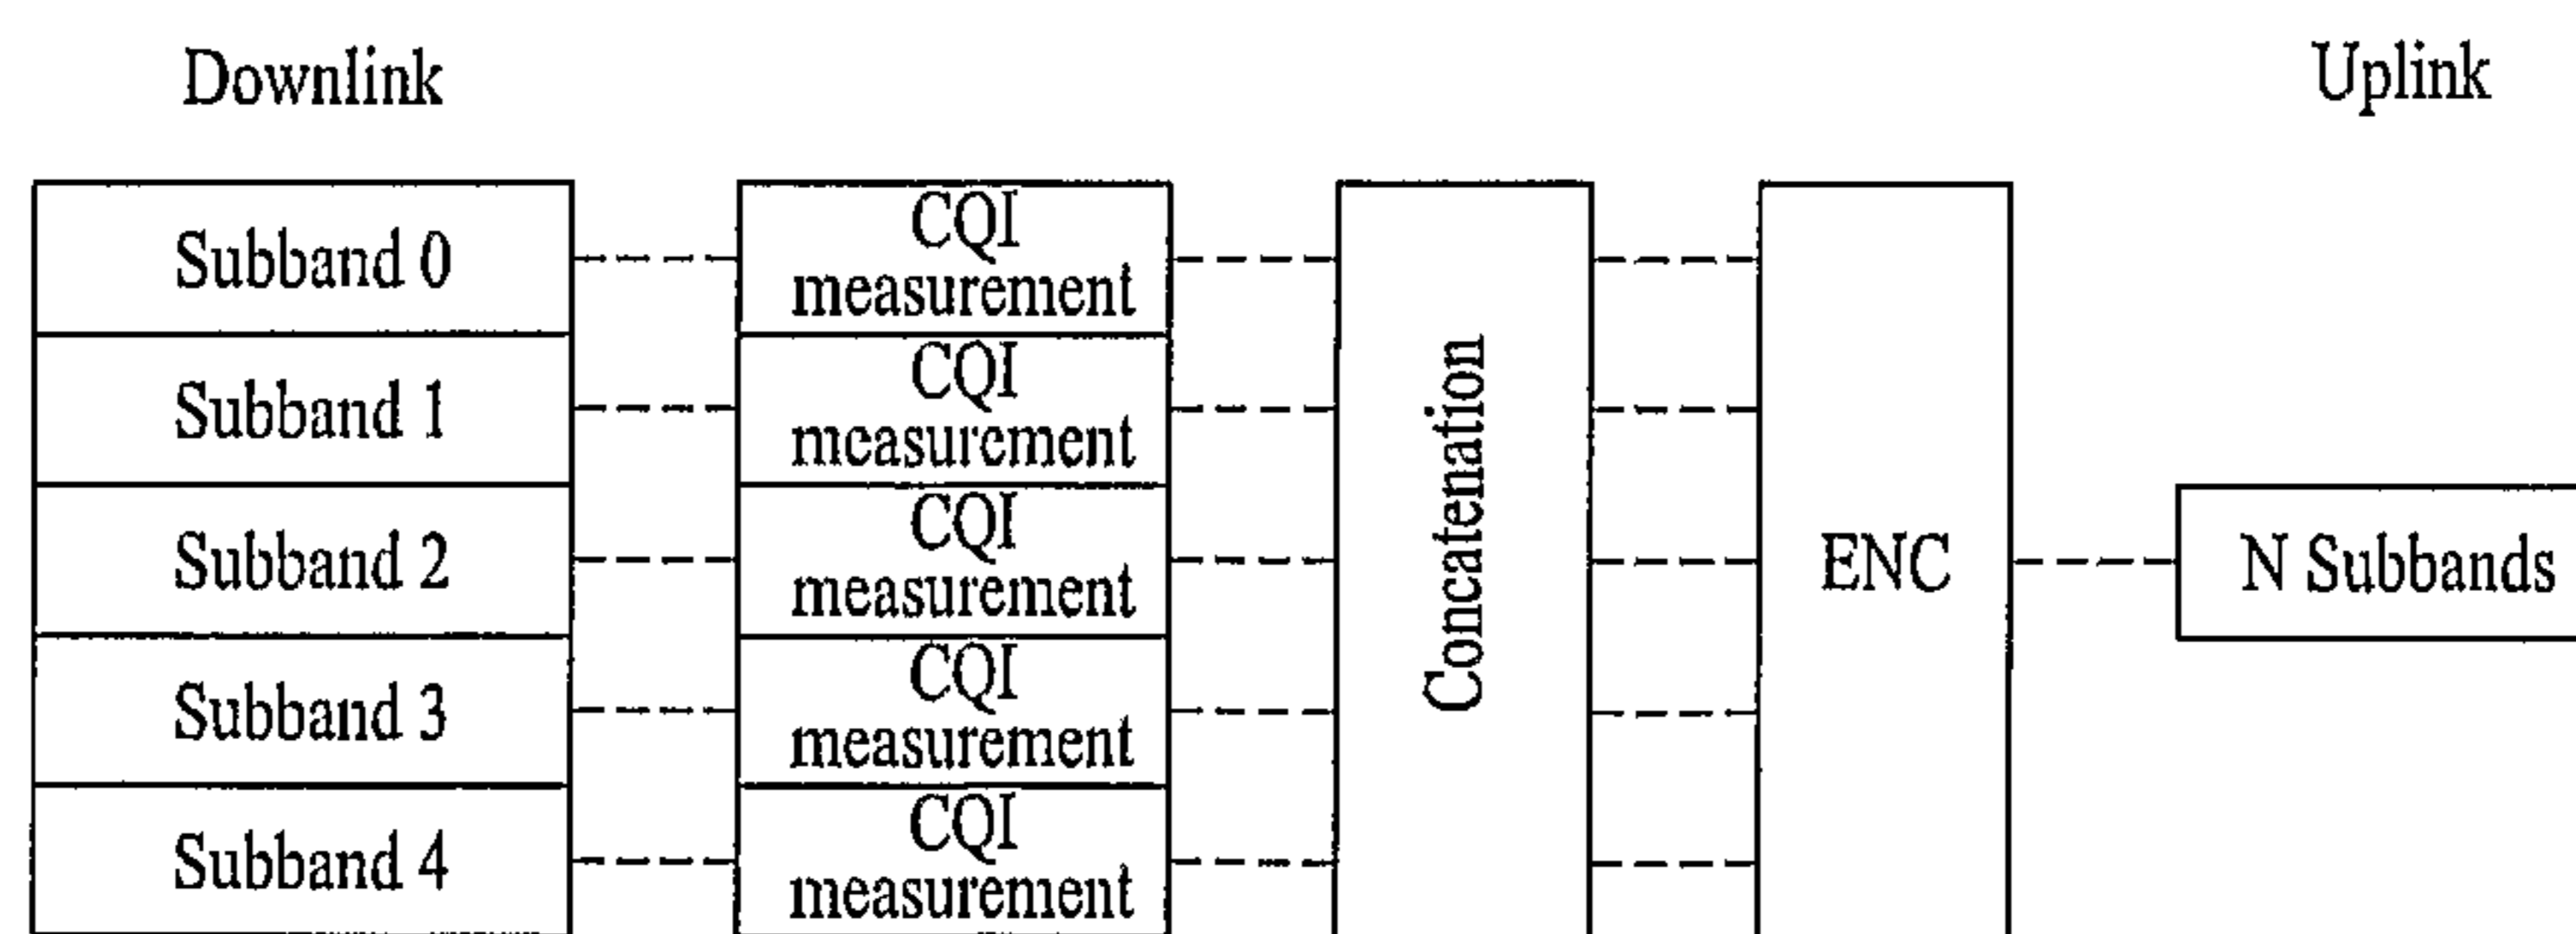 Downlink
Uplink
Subband 0
CQI
measurement
Subband 1
CQI
measurement
Subband 2
CQI
measurement
Subband 3
CQI
measurement
Subband 4
CQI
measurement
Concatenation
ENC
N Subbands